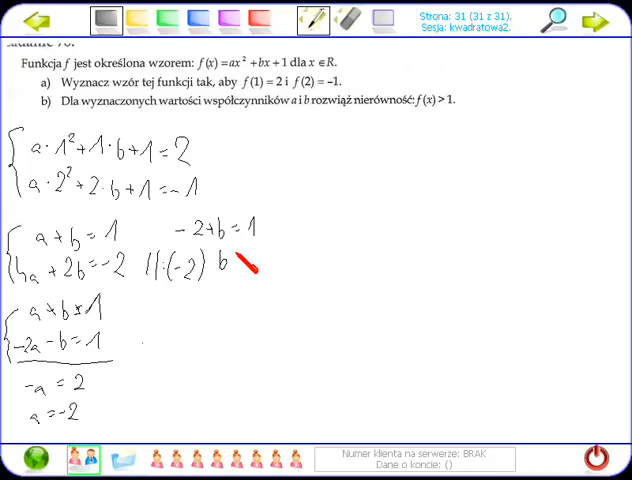 Strona: 31 (31 z 31).
Sesja: kwadratowa2.
Funkcja f jest określona wzorem: f(x) = ax² + bx + 1 dla x ∈ R.
a) Wyznacz wzór tej funkcji tak, aby f(1) = 2 i f(2) = –1.
b) Dla wyznaczonych wartości współczynników a i b rozwiąż nierówność: f(x) > 1.
a · 1² + 1 · b + 1 = 2
a · 2² + 2 · b + 1 = -1
a + b = 1
-2 + b = 1
4a + 2b = -2 ||:(-2)
b
a + b = 1
-2a - b = 1
-a = 2
a = -2
Numer klienta na serwerze: BRAK
Dane o koncie: ()